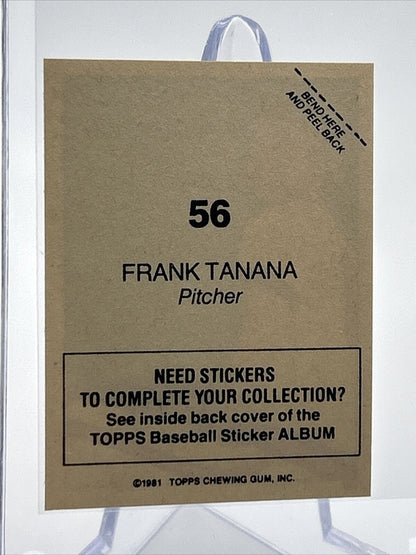 BEND HERE
AND PEEL BACK
56
FRANK TANANA
Pitcher
NEED STICKERS
TO COMPLETE YOUR COLLECTION?
See inside back cover of the
TOPPS Baseball Sticker ALBUM
©1981 TOPPS CHEWING GUM, INC.